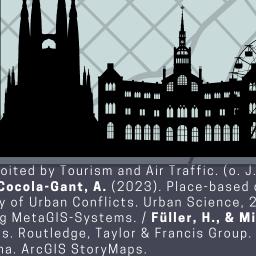 oited by Tourism and Air Traffic. (o. J.
Cocola-Gant, A. (2023). Place-based
y of Urban Conflicts. Urban Science, 2
g MetaGIS-Systems. / Füller, H., & Mi
s. Routledge, Taylor & Francis Group.
na. ArcGIS StoryMaps.